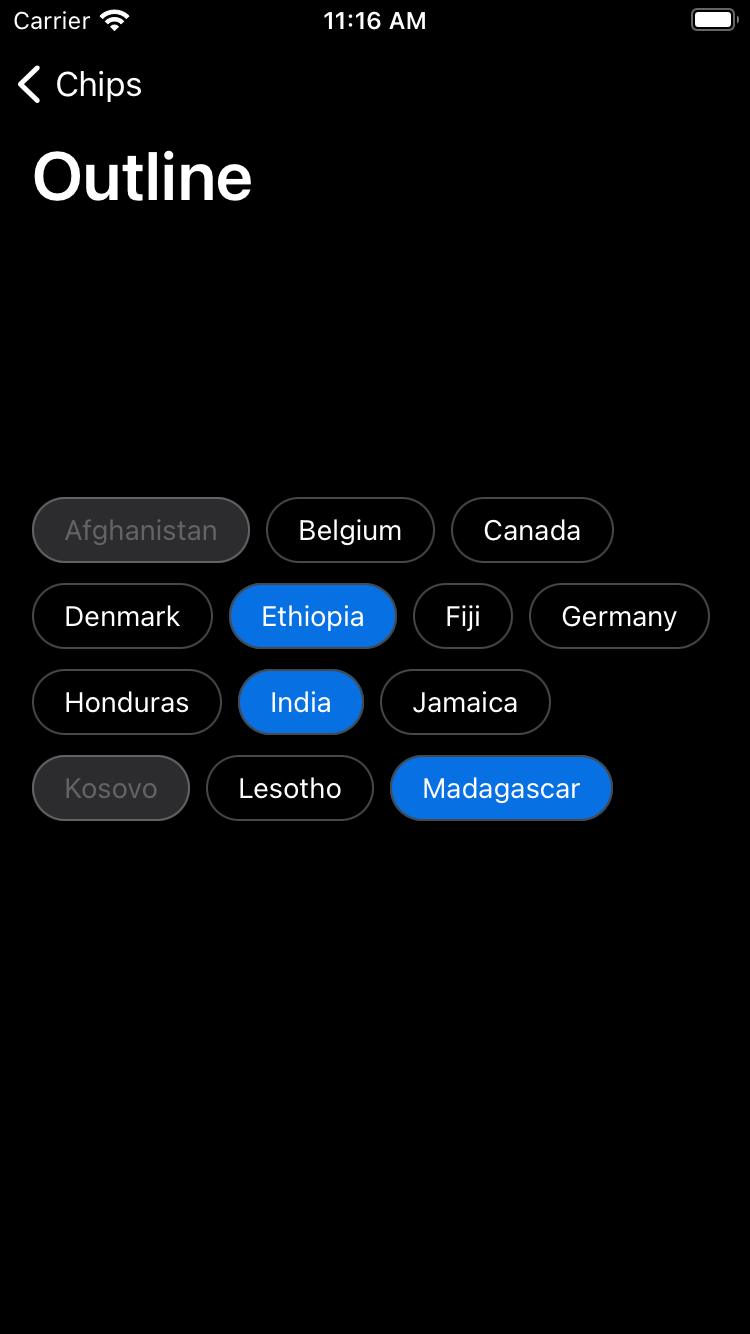 Carrier 11:16 AM
Chips
Outline
Afghanistan Belgium Canada
Denmark Ethiopia Fiji Germany
Honduras India Jamaica
Kosovo Lesotho Madagascar